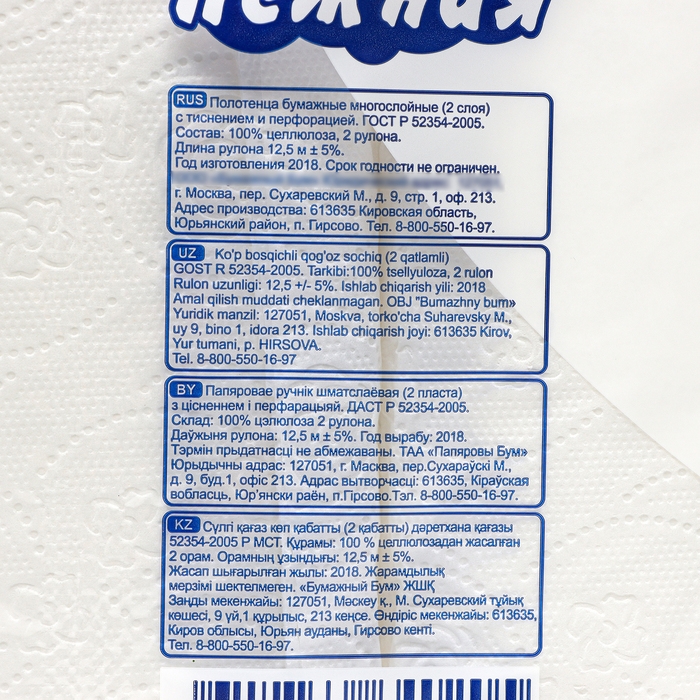 нежная
RUS Полотенца бумажные многослойные (2 слоя)
с тиснением и перфорацией. ГОСТ Р 52354-2005.
Состав: 100% целлюлоза, 2 рулона.
Длина рулона 12,5 м ± 5%.
Год изготовления 2018. Срок годности не ограничен.
г. Москва, пер. Сухаревский М., д. 9, стр. 1, оф. 213.
Адрес производства: 613635 Кировская область,
Юрьянский район, п. Гирсово. Тел. 8-800-550-16-97.
UZ Ko'p bosqichli qog'oz sochiq (2 qatlamli)
GOST R 52354-2005. Tarkibi:100% tsellyuloza, 2 rulon
Rulon uzunligi: 12,5 +/- 5%. Ishlab chiqarish yili: 2018
Amal qilish muddati cheklanmagan. OBJ "Bumazhny bum»
Yuridik manzil: 127051, Moskva, torko'cha Suharevsky M.,
uy 9, bino 1, idora 213. Ishlab chiqarish joyi: 613635 Kirov,
Yur tumani, p. HIRSOVA.
Tel. 8-800-550-16-97
BY Папяровае ручнік шматслаёвая (2 пласта)
з цісненнем і перфарацыяй. ДАСТ Р 52354-2005.
Склад: 100% цэлюлоза 2 рулона.
Даўжыня рулона: 12,5 м ± 5%. Год вырабу: 2018.
Тэрмін прыдатнасці не абмежаваны. ТАА «Папяровы Бум»
Юрыдычны адрас: 127051, г. Масква, пер.Сухараўскі М.,
д. 9, буд.1, офіс 213. Адрас вытворчасці: 613635, Кіраўская
вобласць, Юр'янски раён, п.Гірсово.Тэл. 8-800-550-16-97.
KZ Сүлгі қағаз көп қабатты (2 қабатты) дәретхана қағазы
52354-2005 Р МСТ. Құрамы: 100 % целлюлозадан жасалған
2 орам. Орамның ұзындығы: 12,5 м ± 5%.
Жасап шығарылған жылы: 2018. Жарамдылық
мерзімі шектелмеген. «Бумажный Бум» ЖШҚ
Заңды мекенжайы: 127051, Мәскеу қ., М. Сухаревский тұйық
көшесі, 9 үй,1 құрылыс, 213 кеңсе. Өндіріс мекенжайы: 613635,
Киров облысы, Юрьян ауданы, Гирсово кенті.
Тел. 8-800-550-16-97.